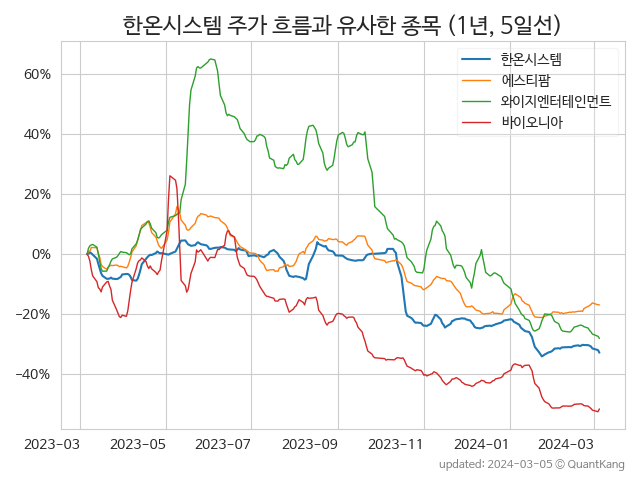 한온시스템 주가 흐름과 유사한 종목 (1년, 5일선)
한온시스템
에스티팜
와이지엔터테인먼트
바이오니아
60%
40%
20%
0%
−20%
−40%
2023-03 2023-05 2023-07 2023-09 2023-11 2024-01 2024-03
updated: 2024-03-05 © QuantKang